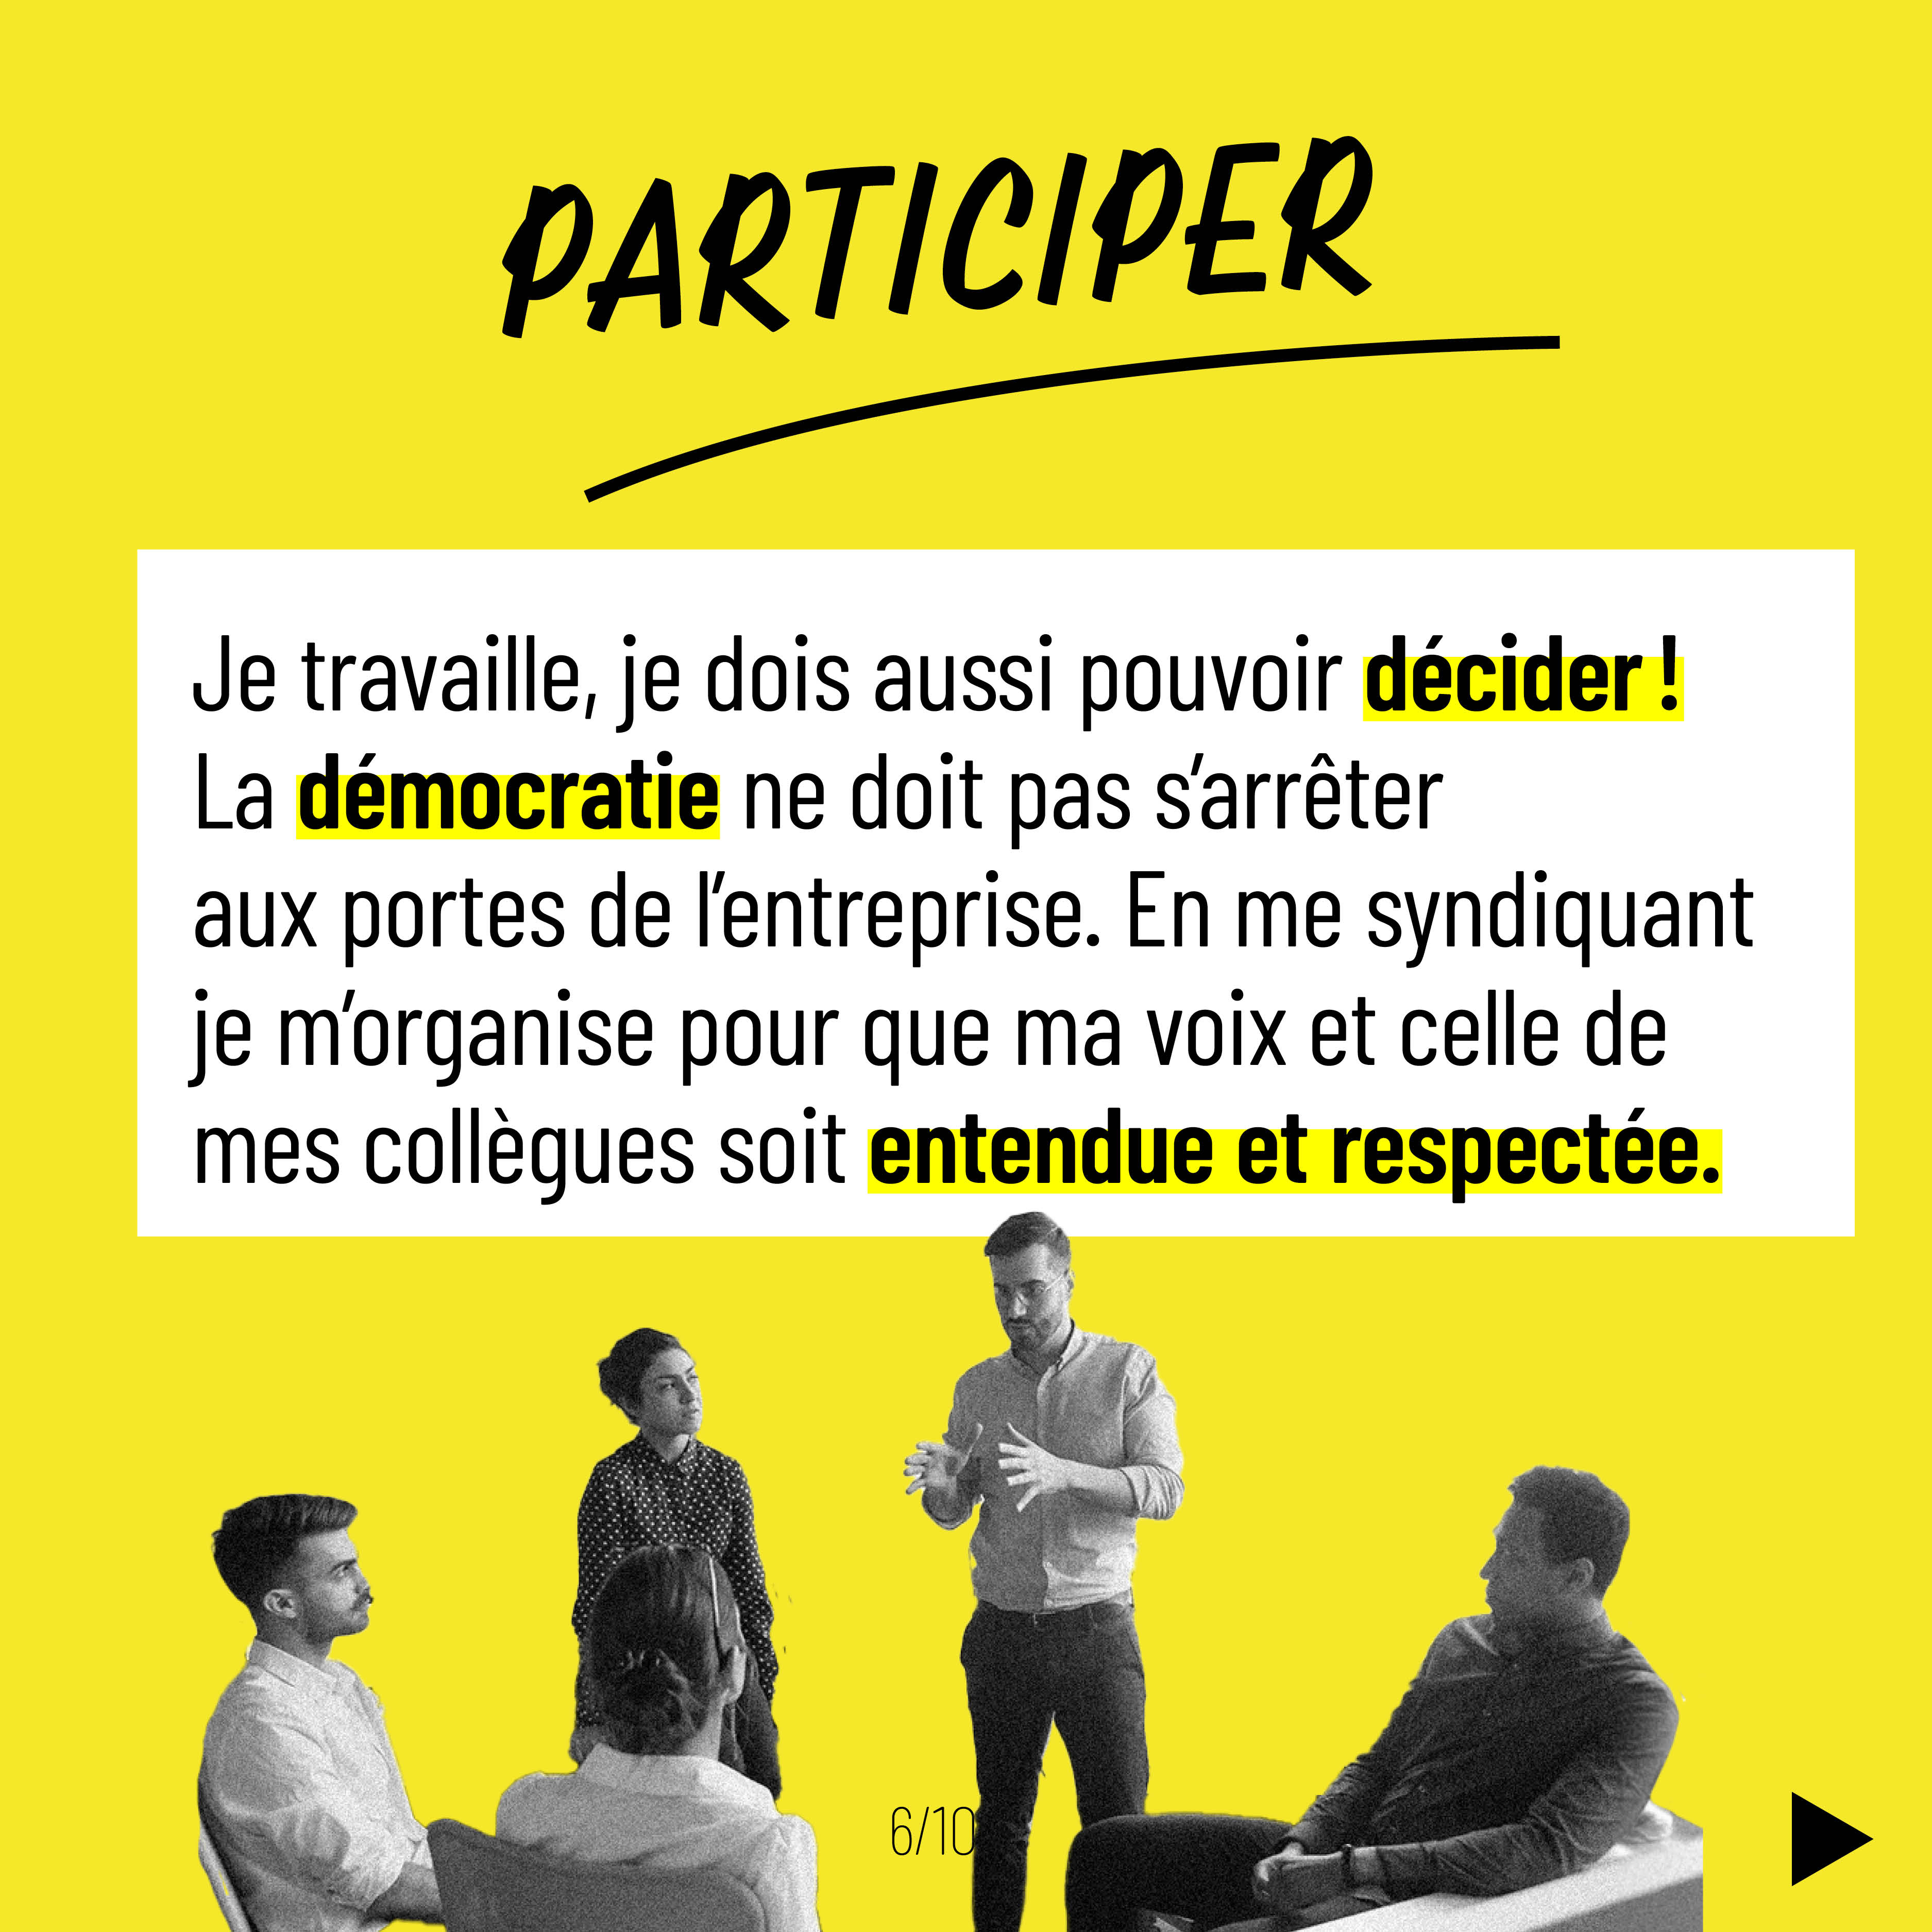 PARTICIPER
Je travaille, je dois aussi pouvoir décider !
La démocratie ne doit pas s’arrêter
aux portes de l’entreprise. En me syndiquant
je m’organise pour que ma voix et celle de
mes collègues soit entendue et respectée.
6/10